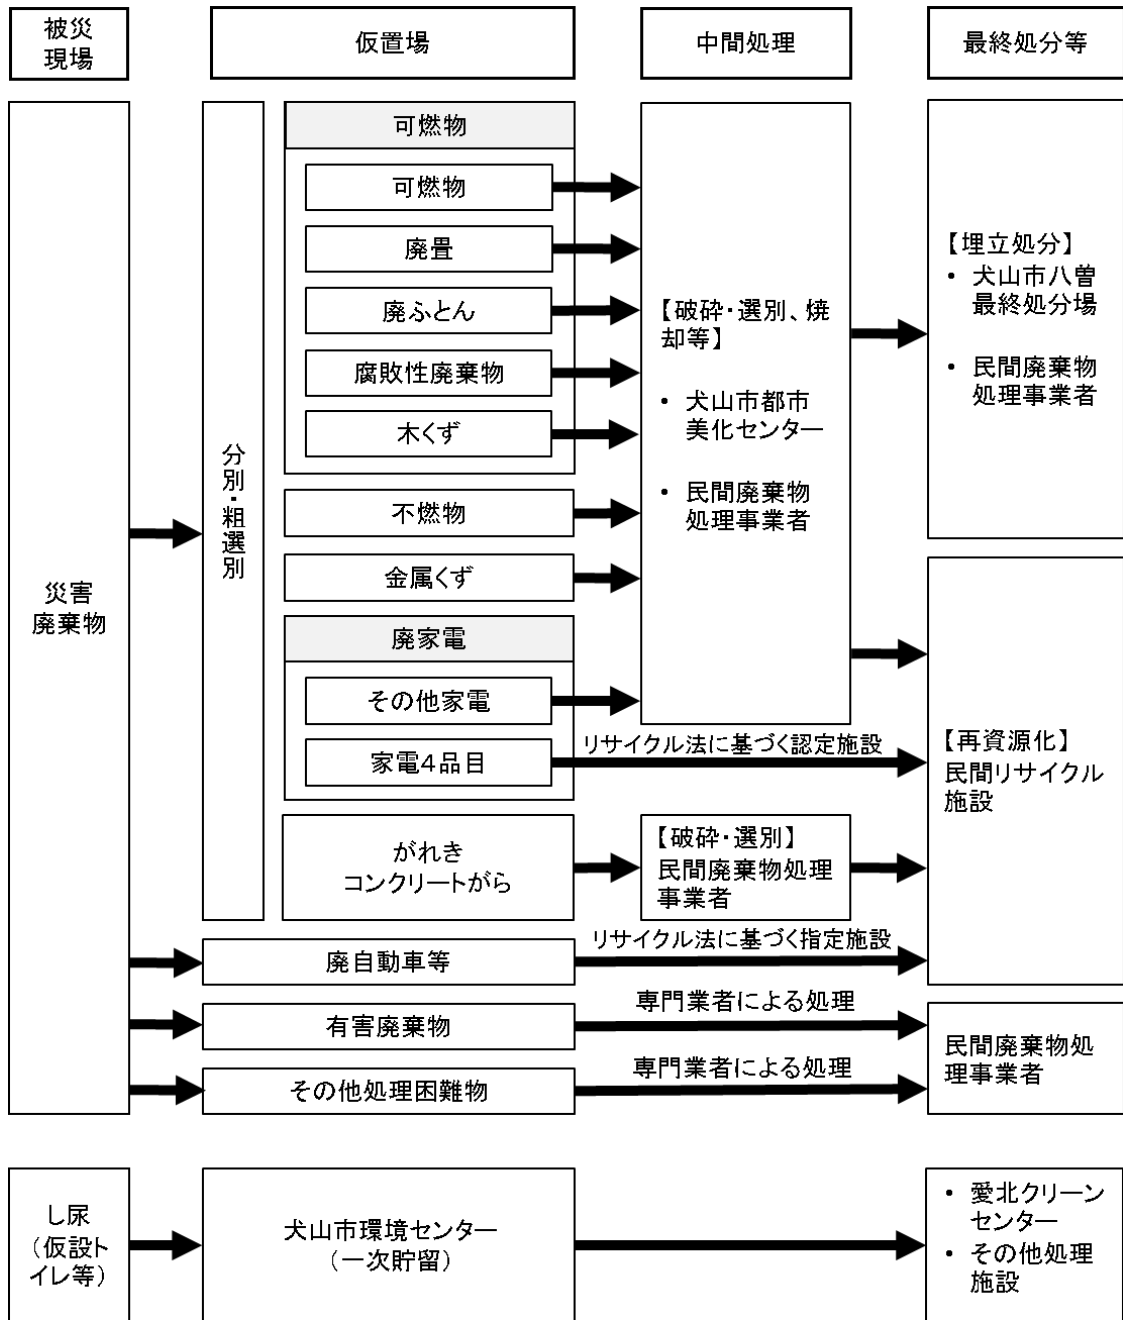 被災
現場
仮置場
中間処理
最終処分等
災害
廃棄物
分別・粗選別
可燃物
可燃物
廃畳
廃ふとん
腐敗性廃棄物
木くず
不燃物
金属くず
廃家電
その他家電
家電4品目
がれき
コンクリートがら
【破砕・選別、焼
却等】
• 犬山市都市
美化センター
• 民間廃棄物
処理事業者
リサイクル法に基づく認定施設
【破砕・選別】
民間廃棄物処理
事業者
【埋立処分】
• 犬山市八曽
最終処分場
• 民間廃棄物
処理事業者
【再資源化】
民間リサイクル
施設
廃自動車等
リサイクル法に基づく指定施設
有害廃棄物
専門業者による処理
その他処理困難物
専門業者による処理
民間廃棄物処
理事業者
し尿
(仮設ト
イレ等)
犬山市環境センター
(一次貯留)
• 愛北クリーン
センター
• その他処理
施設